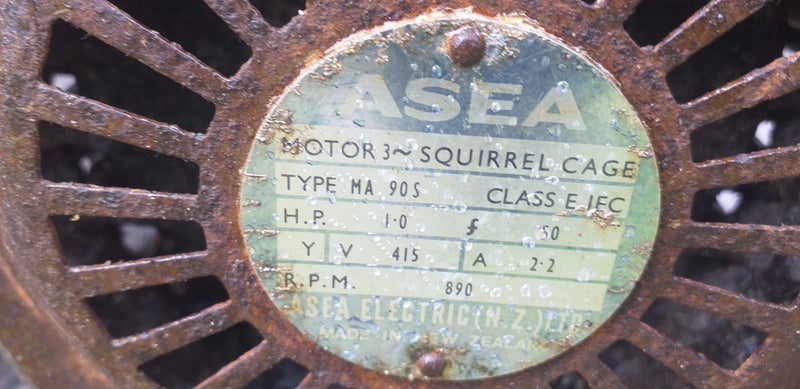 ASEA
MOTOR 3~ SQUIRREL CAGE
TYPE MA 90S CLASS E IEC
H.P. 1·0 f 50
Y V 415 A 2·2
R.P.M. 890
ASEA ELECTRIC (N.Z.) LTD
MADE IN NEW ZEALAND